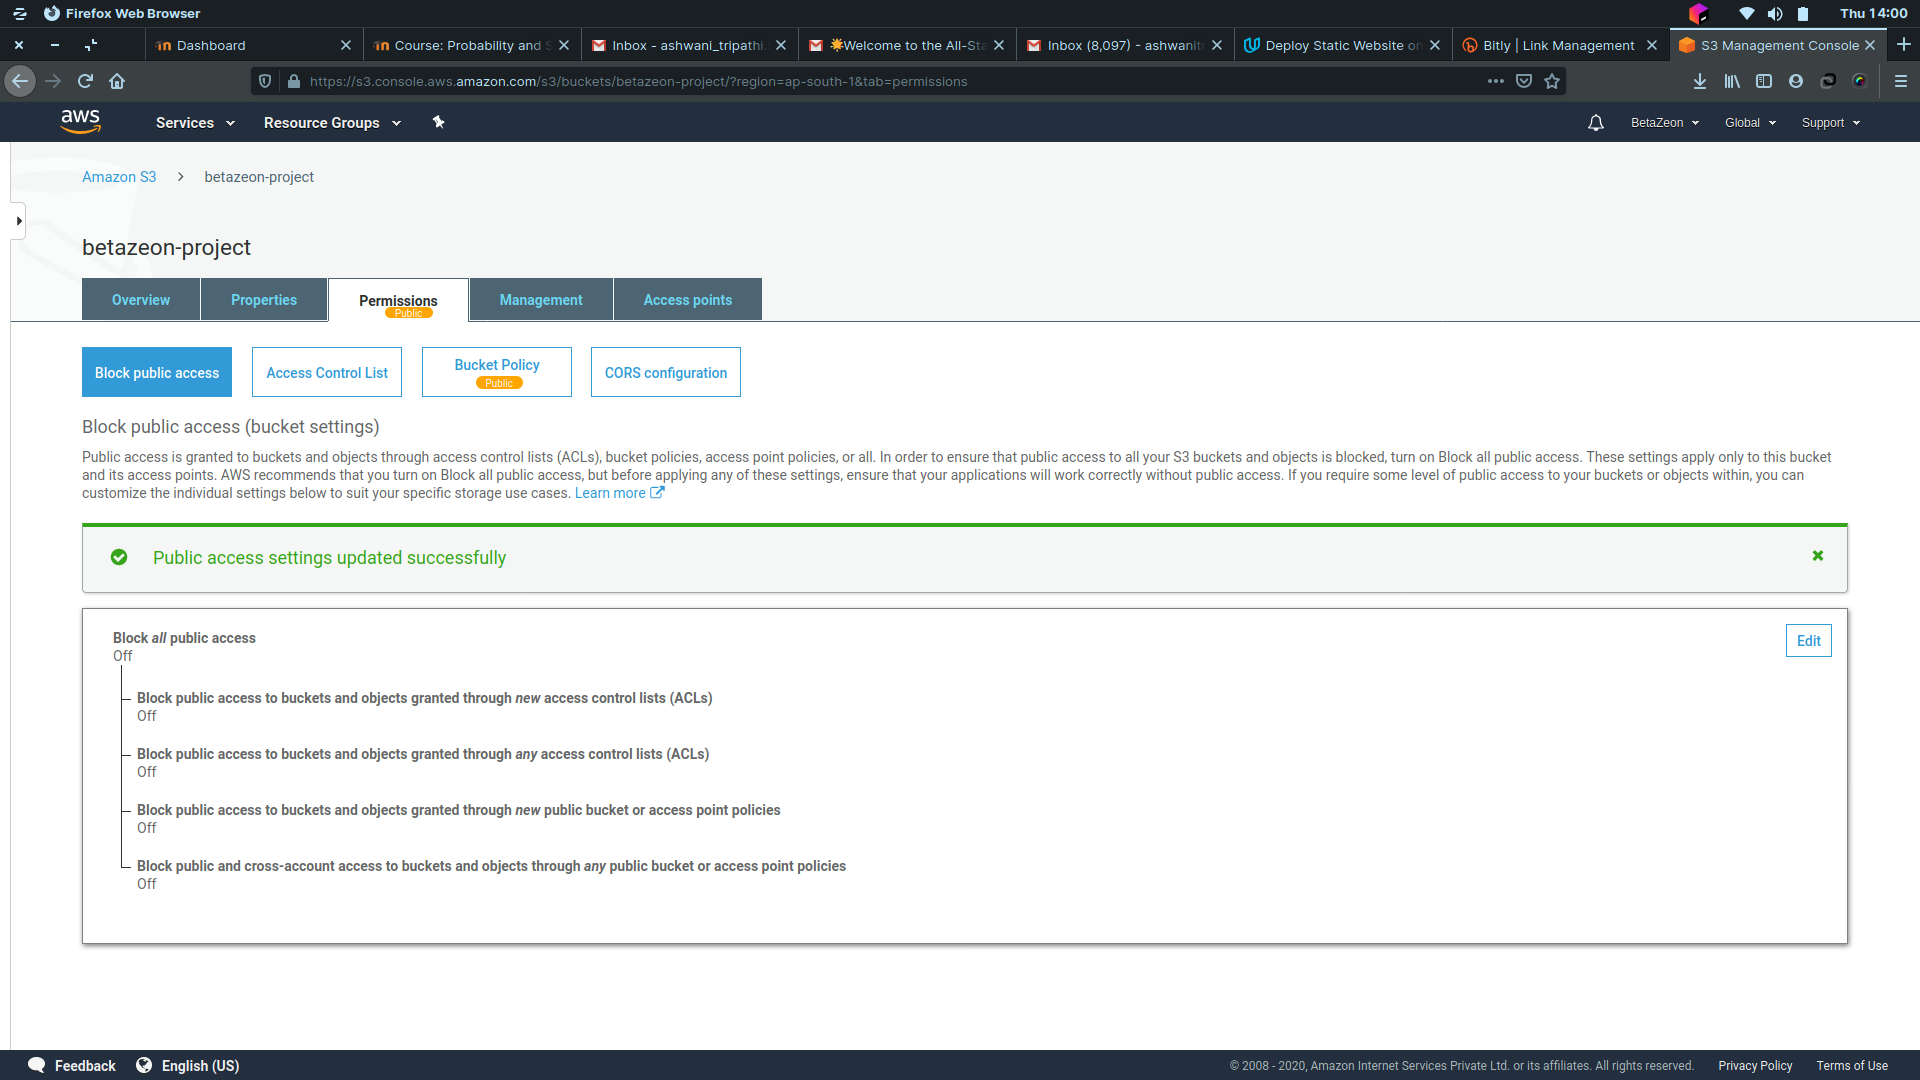 Firefox Web Browser
Thu 14:00
Dashboard
Course: Probability and S
Inbox - ashwani_tripathi.
Welcome to the All-Sta
Inbox (8,097) - ashwanitr
Deploy Static Website on
Bitly | Link Management
S3 Management Console
https://s3.console.aws.amazon.com/s3/buckets/betazeon-project/?region=ap-south-1&tab=permissions
aws
Services
Resource Groups
BetaZeon
Global
Support
Amazon S3 > betazeon-project
betazeon-project
Overview
Properties
Permissions
Public
Management
Access points
Block public access
Access Control List
Bucket Policy
Public
CORS configuration
Block public access (bucket settings)
Public access is granted to buckets and objects through access control lists (ACLs), bucket policies, access point policies, or all. In order to ensure that public access to all your S3 buckets and objects is blocked, turn on Block all public access. These settings apply only to this bucket
and its access points. AWS recommends that you turn on Block all public access, but before applying any of these settings, ensure that your applications will work correctly without public access. If you require some level of public access to your buckets or objects within, you can
customize the individual settings below to suit your specific storage use cases. Learn more
Public access settings updated successfully
Block all public access
Off
Edit
Block public access to buckets and objects granted through new access control lists (ACLs)
Off
Block public access to buckets and objects granted through any access control lists (ACLs)
Off
Block public access to buckets and objects granted through new public bucket or access point policies
Off
Block public and cross-account access to buckets and objects through any public bucket or access point policies
Off
Feedback
English (US)
© 2008 - 2020, Amazon Internet Services Private Ltd. or its affiliates. All rights reserved.
Privacy Policy
Terms of Use